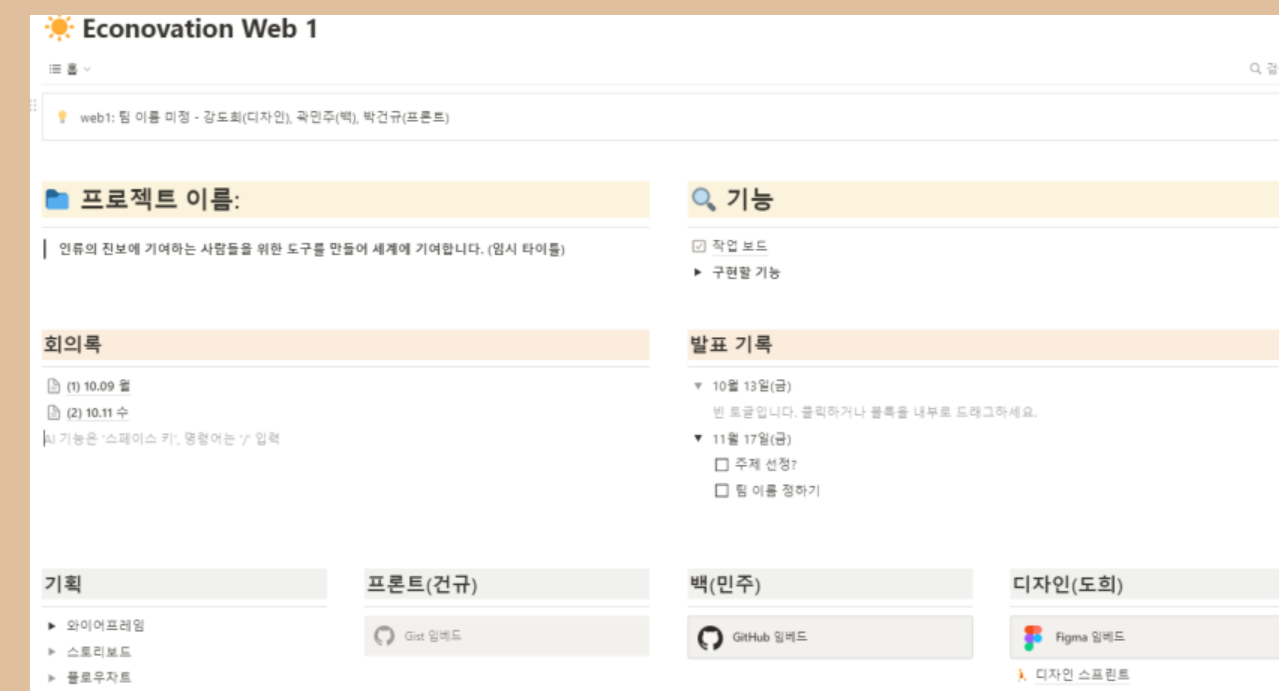 Econovation Web 1
홈
검
web1: 팀 이름 미정 - 강도희(디자인), 곽민주(백), 박건규(프론트)
프로젝트 이름:
인류의 진보에 기여하는 사람들을 위한 도구를 만들어 세계에 기여합니다. (임시 타이틀)
기능
작업 보드
구현할 기능
회의록
(1) 10.09 월
(2) 10.11 수
AI 기능은 '스페이스 키', 명령어는 '/' 입력
발표 기록
10월 13일(금)
빈 토글입니다. 클릭하거나 블록을 내부로 드래그하세요.
11월 17일(금)
주제 선정?
팀 이름 정하기
기획
와이어프레임
스토리보드
플로우차트
프론트(건규)
Gist 임베드
백(민주)
GitHub 임베드
디자인(도희)
Figma 임베드
디자인 스프린트